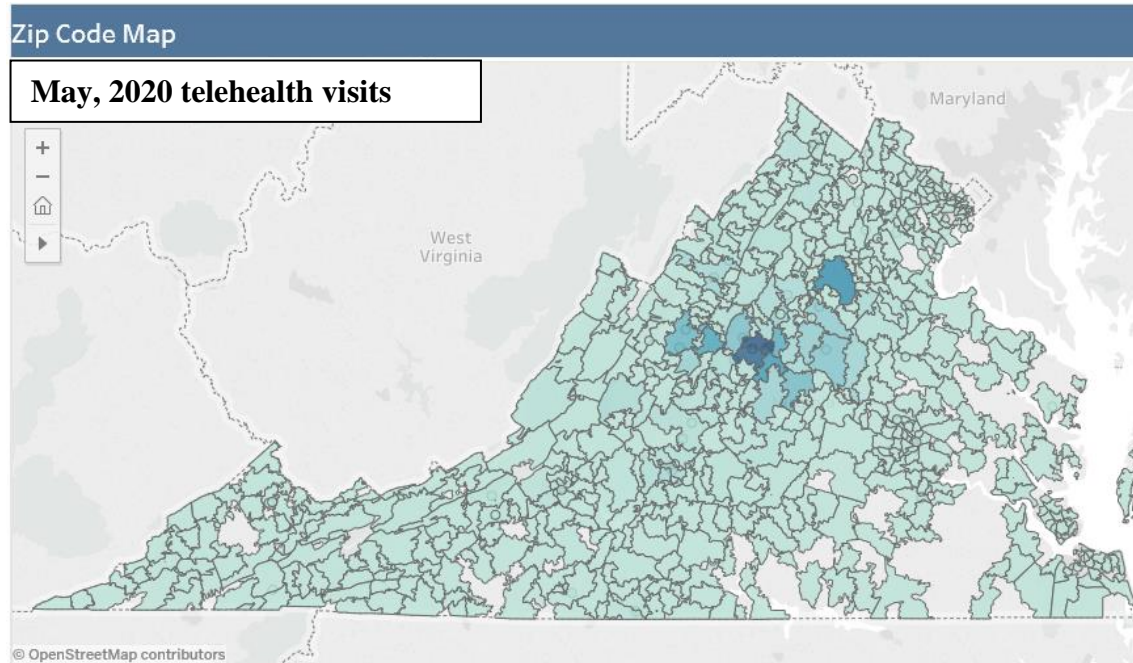 Zip Code Map
May, 2020 telehealth visits
Maryland
+
−
West
Virginia
© OpenStreetMap contributors